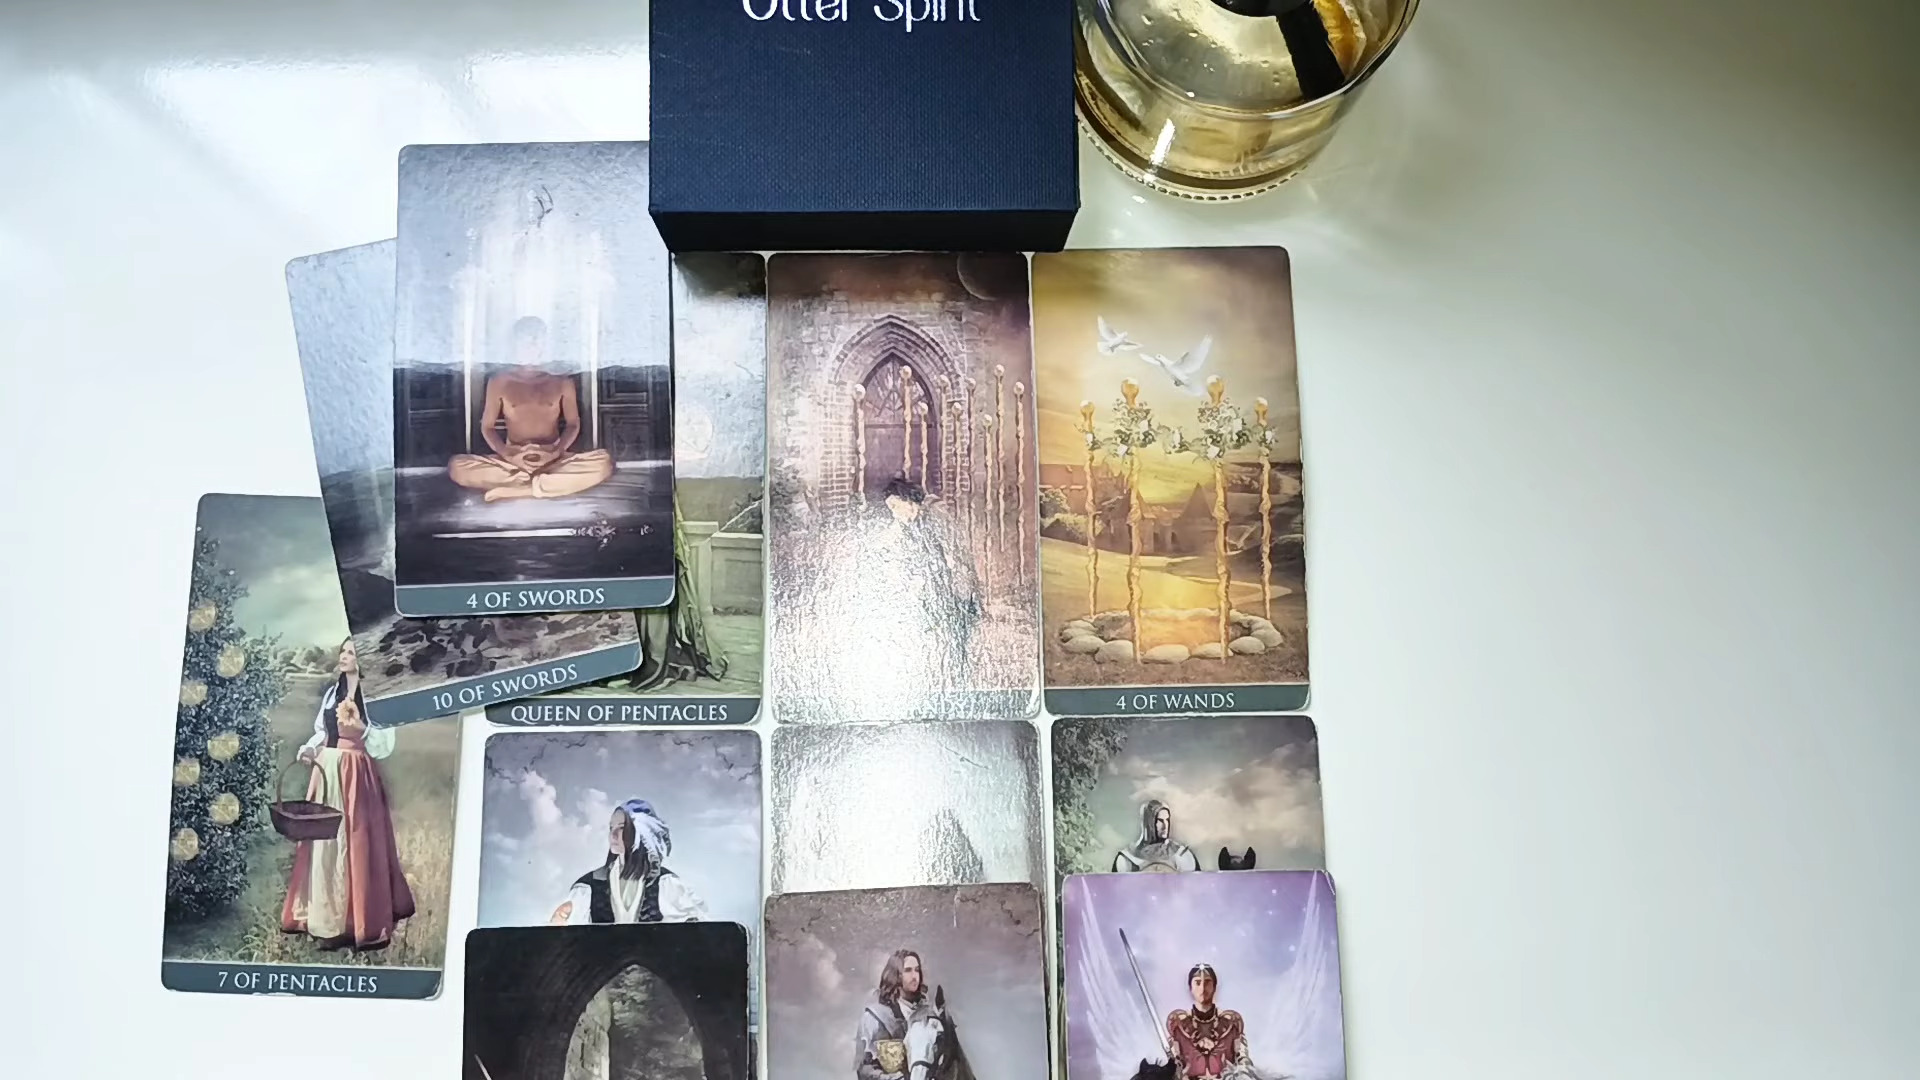 Otter Spirit
4 OF SWORDS
10 OF SWORDS
QUEEN OF PENTACLES
4 OF WANDS
7 OF PENTACLES